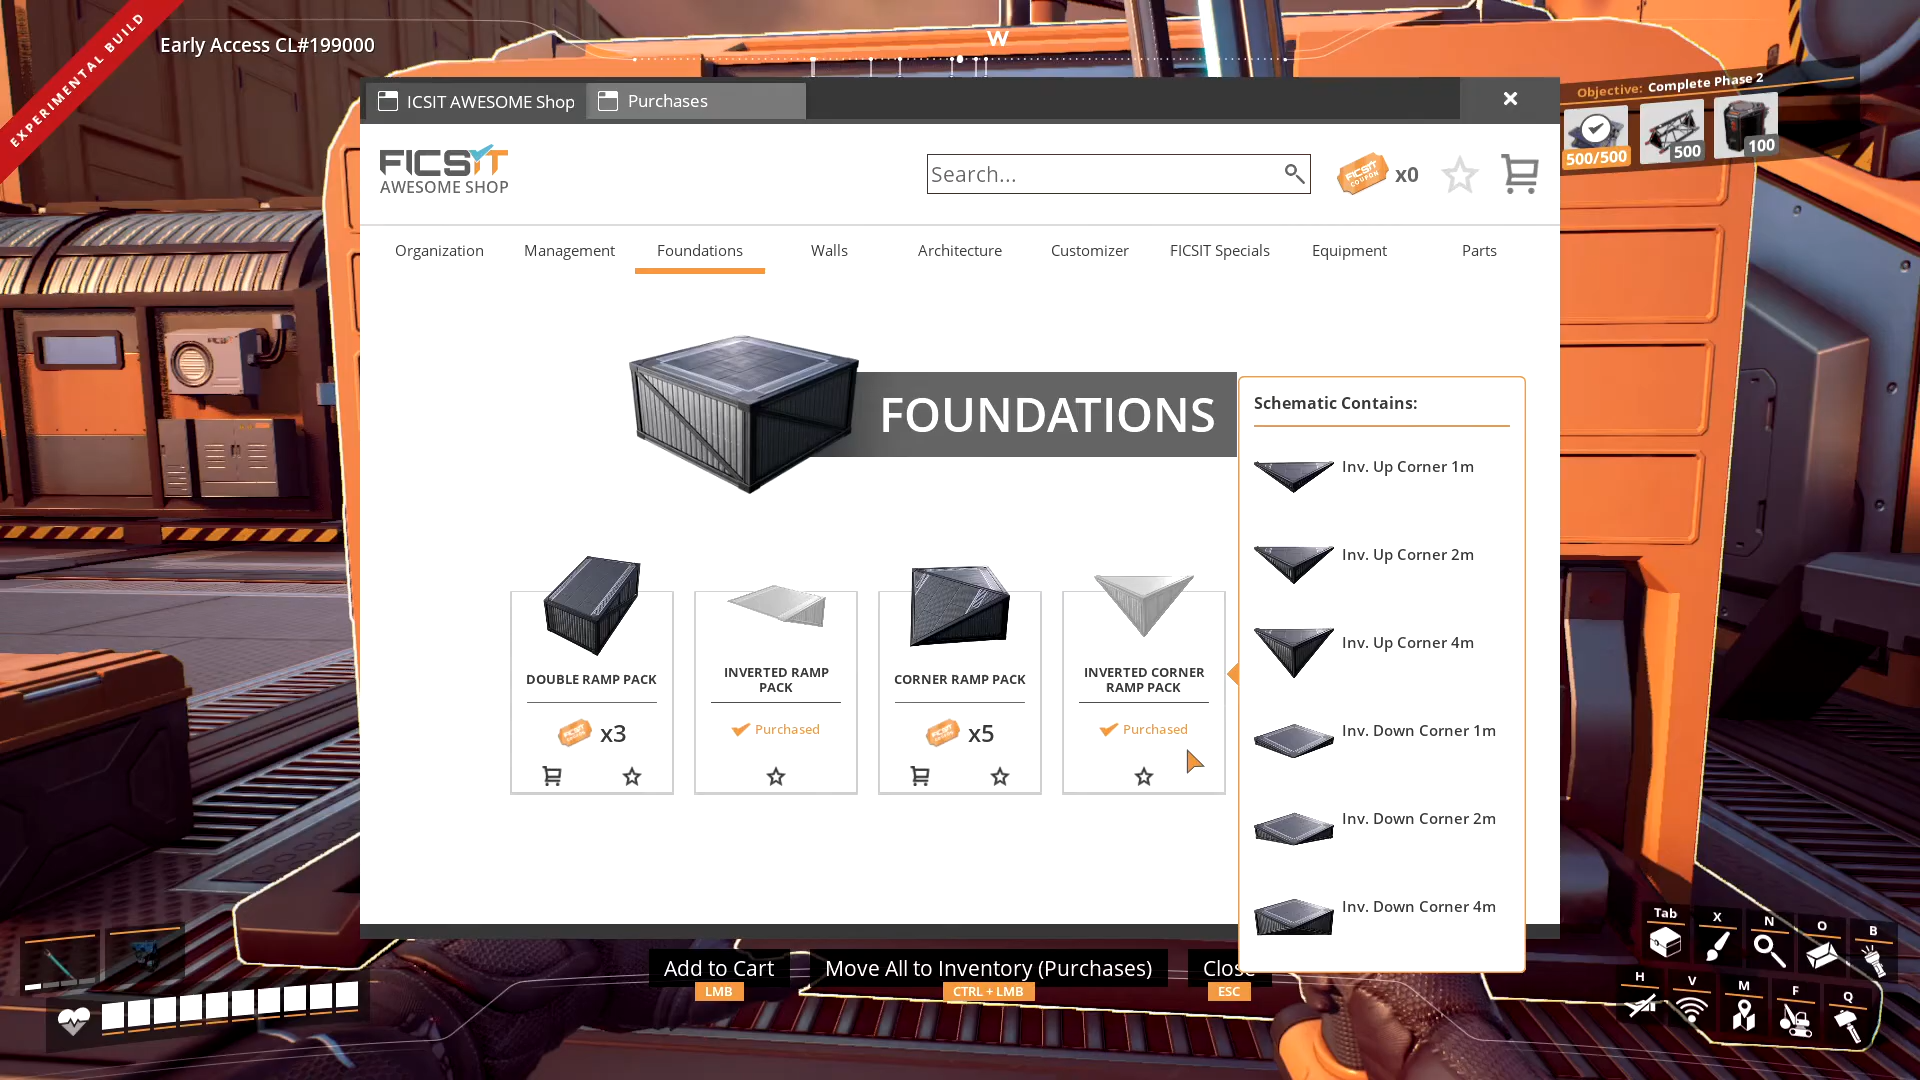 EXPERIMENTAL BUILD
Early Access CL#199000
W
Objective: Complete Phase 2
500/500
500
100
ICSIT AWESOME Shop
Purchases
FICSIT
AWESOME SHOP
Search...
FICSIT COUPON
x0
Organization
Management
Foundations
Walls
Architecture
Customizer
FICSIT Specials
Equipment
Parts
FOUNDATIONS
Schematic Contains:
Inv. Up Corner 1m
Inv. Up Corner 2m
Inv. Up Corner 4m
Inv. Down Corner 1m
Inv. Down Corner 2m
Inv. Down Corner 4m
DOUBLE RAMP PACK
x3
INVERTED RAMP
PACK
Purchased
CORNER RAMP PACK
x5
INVERTED CORNER
RAMP PACK
Purchased
Add to Cart
LMB
Move All to Inventory (Purchases)
CTRL + LMB
Close
ESC
Tab
X
N
O
B
H
V
M
F
Q